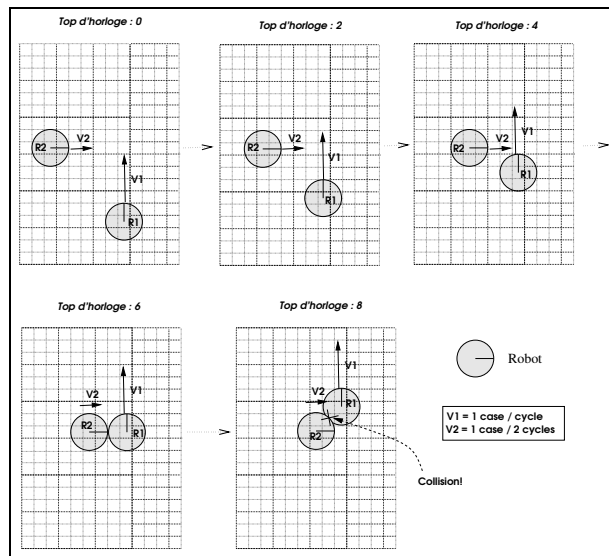 Top d'horloge : 0
Top d'horloge : 2
Top d'horloge : 4
R2
V2
V1
R1
R2
V2
V1
R1
R2
V2
V1
R1
Top d'horloge : 6
Top d'horloge : 8
V2
V1
R2
R1
V1
V2
R1
R2
Collision!
Robot
V1 = 1 case / cycle
V2 = 1 case / 2 cycles